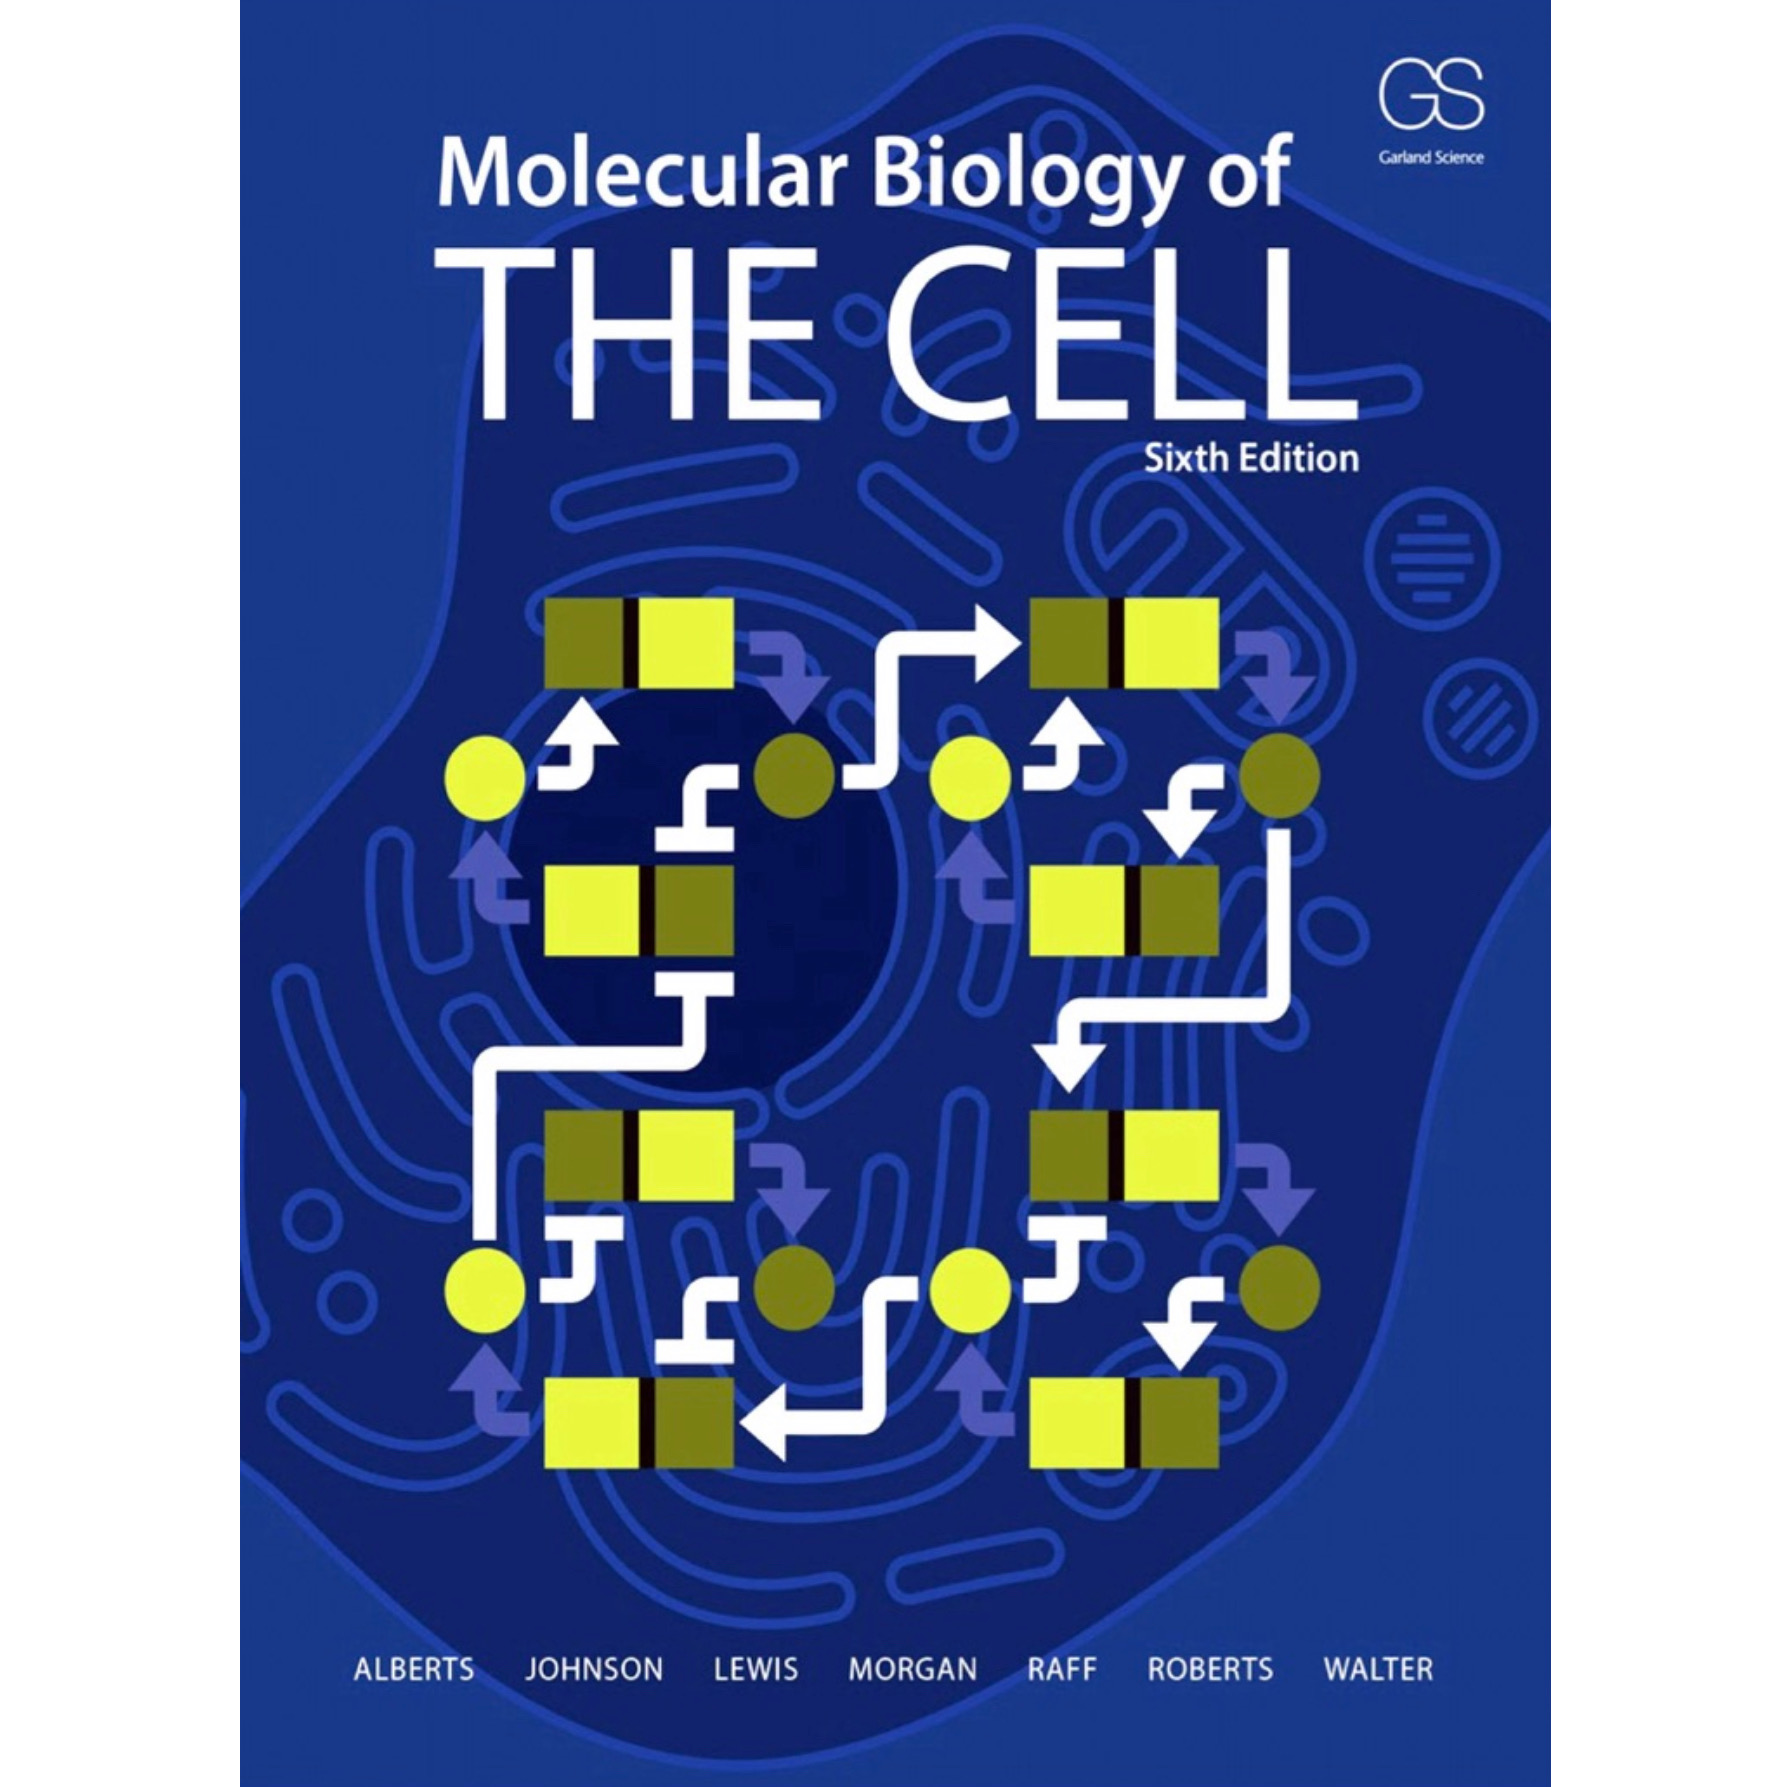 GS
Garland Science
Molecular Biology of
THE CELL
Sixth Edition
ALBERTS JOHNSON LEWIS MORGAN RAFF ROBERTS WALTER